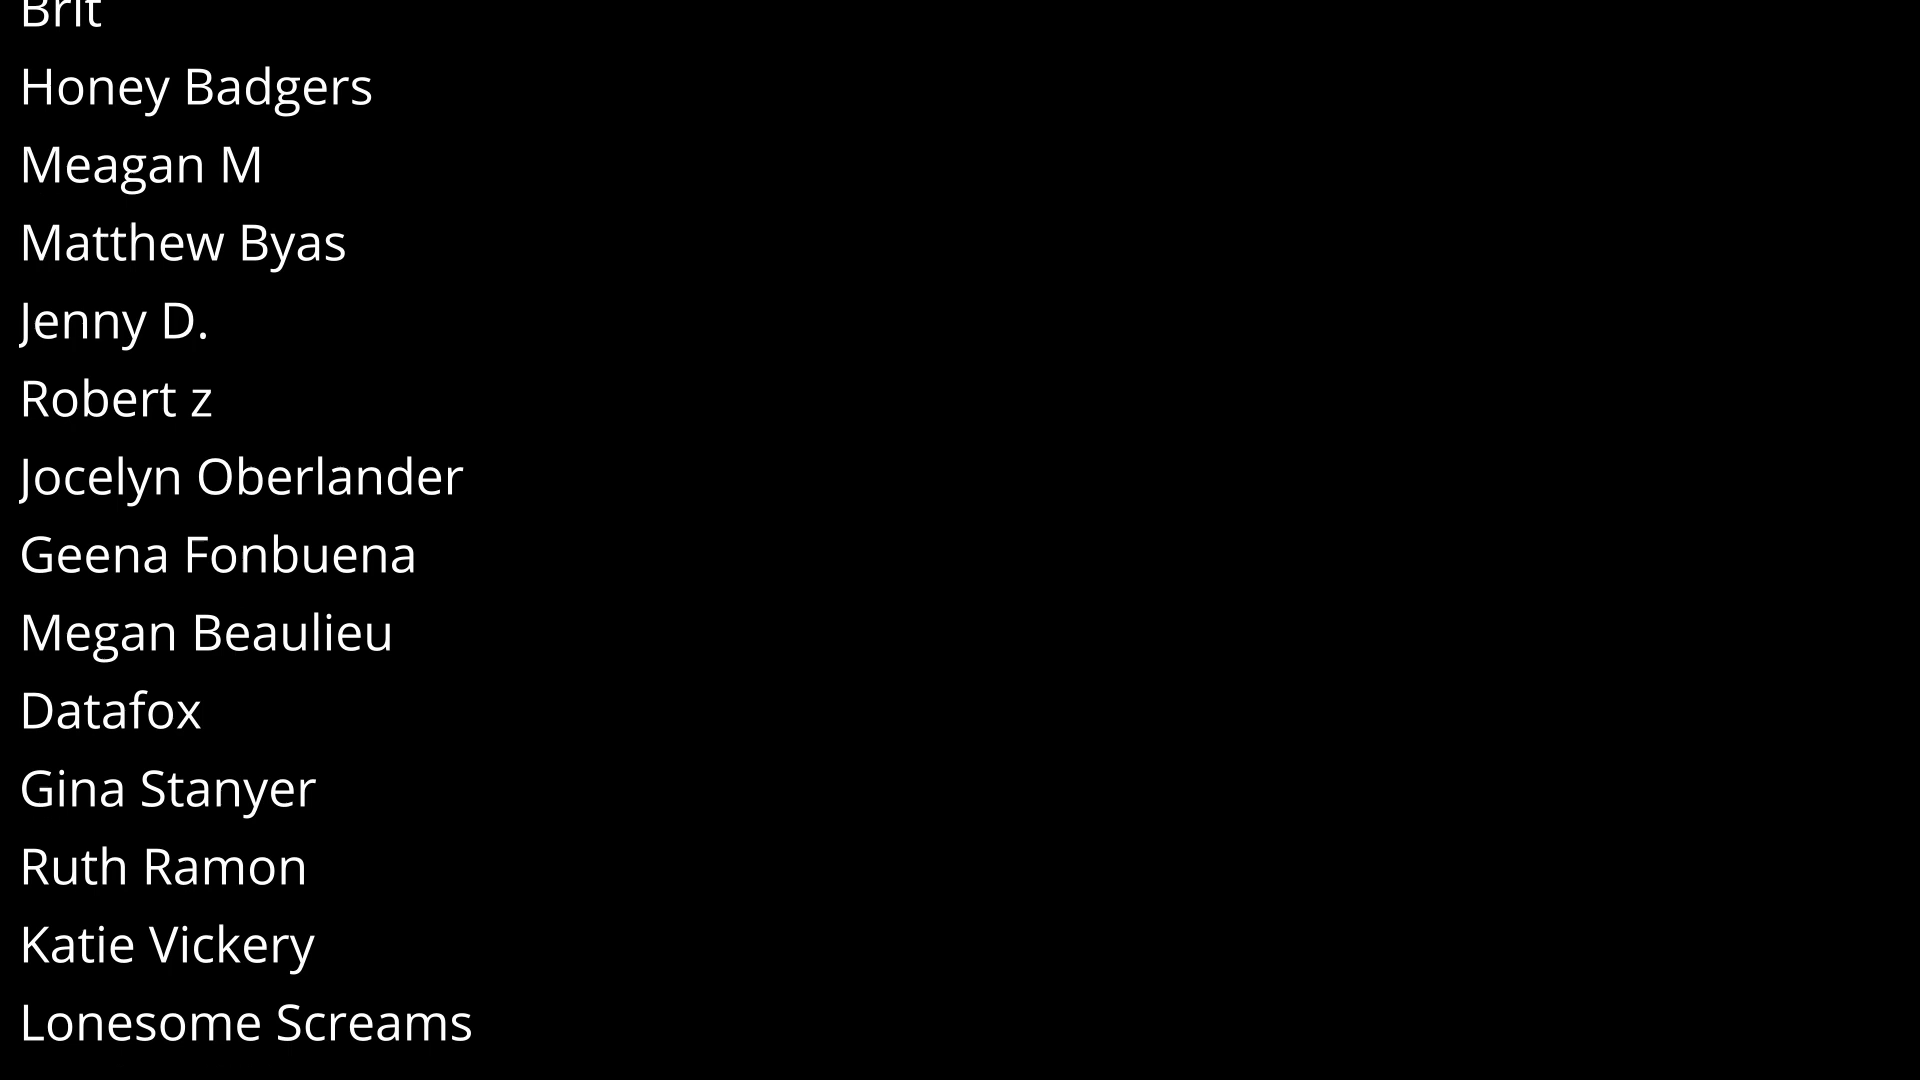 Brit
Honey Badgers
Meagan M
Matthew Byas
Jenny D.
Robert z
Jocelyn Oberlander
Geena Fonbuena
Megan Beaulieu
Datafox
Gina Stanyer
Ruth Ramon
Katie Vickery
Lonesome Screams